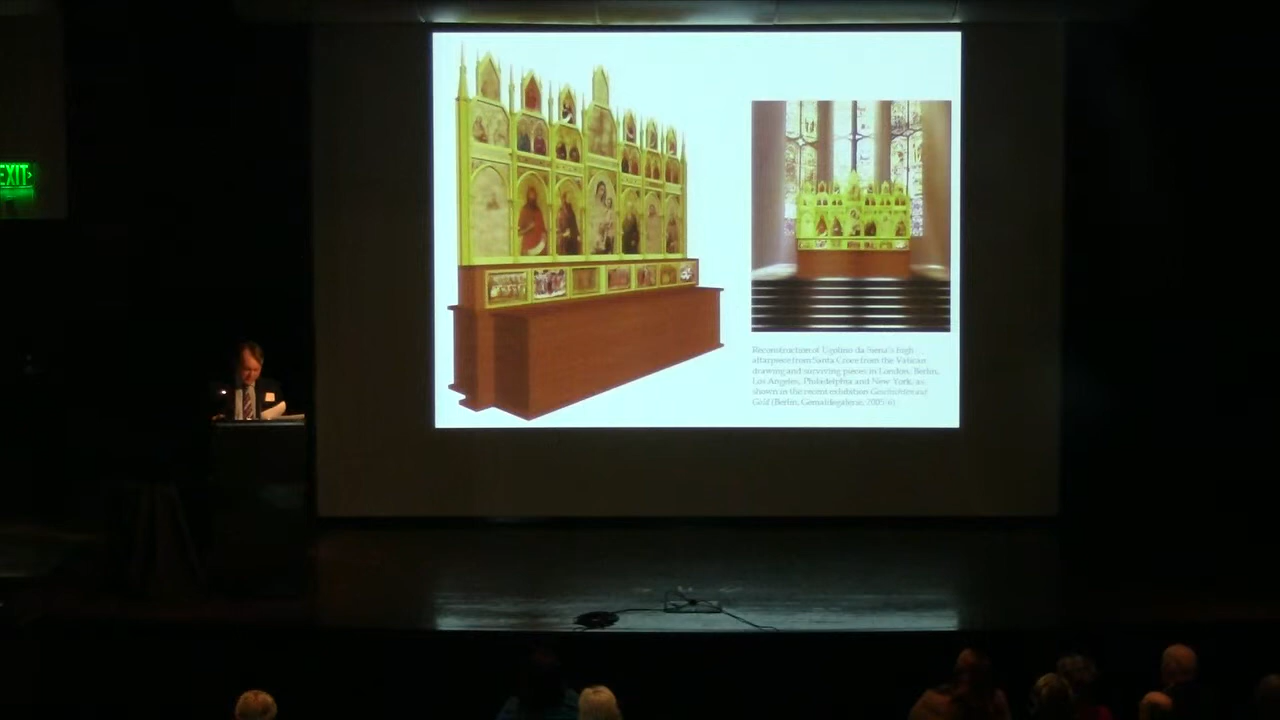 EXIT
Reconstruction of Ugolino da Siena's high
altarpiece from Santa Croce from the Vatican
drawing and surviving pieces in London, Berlin,
Los Angeles, Philadelphia and New York, as
shown in the recent exhibition Geschichten auf
Gold (Berlin, Gemäldegalerie, 2005/6).